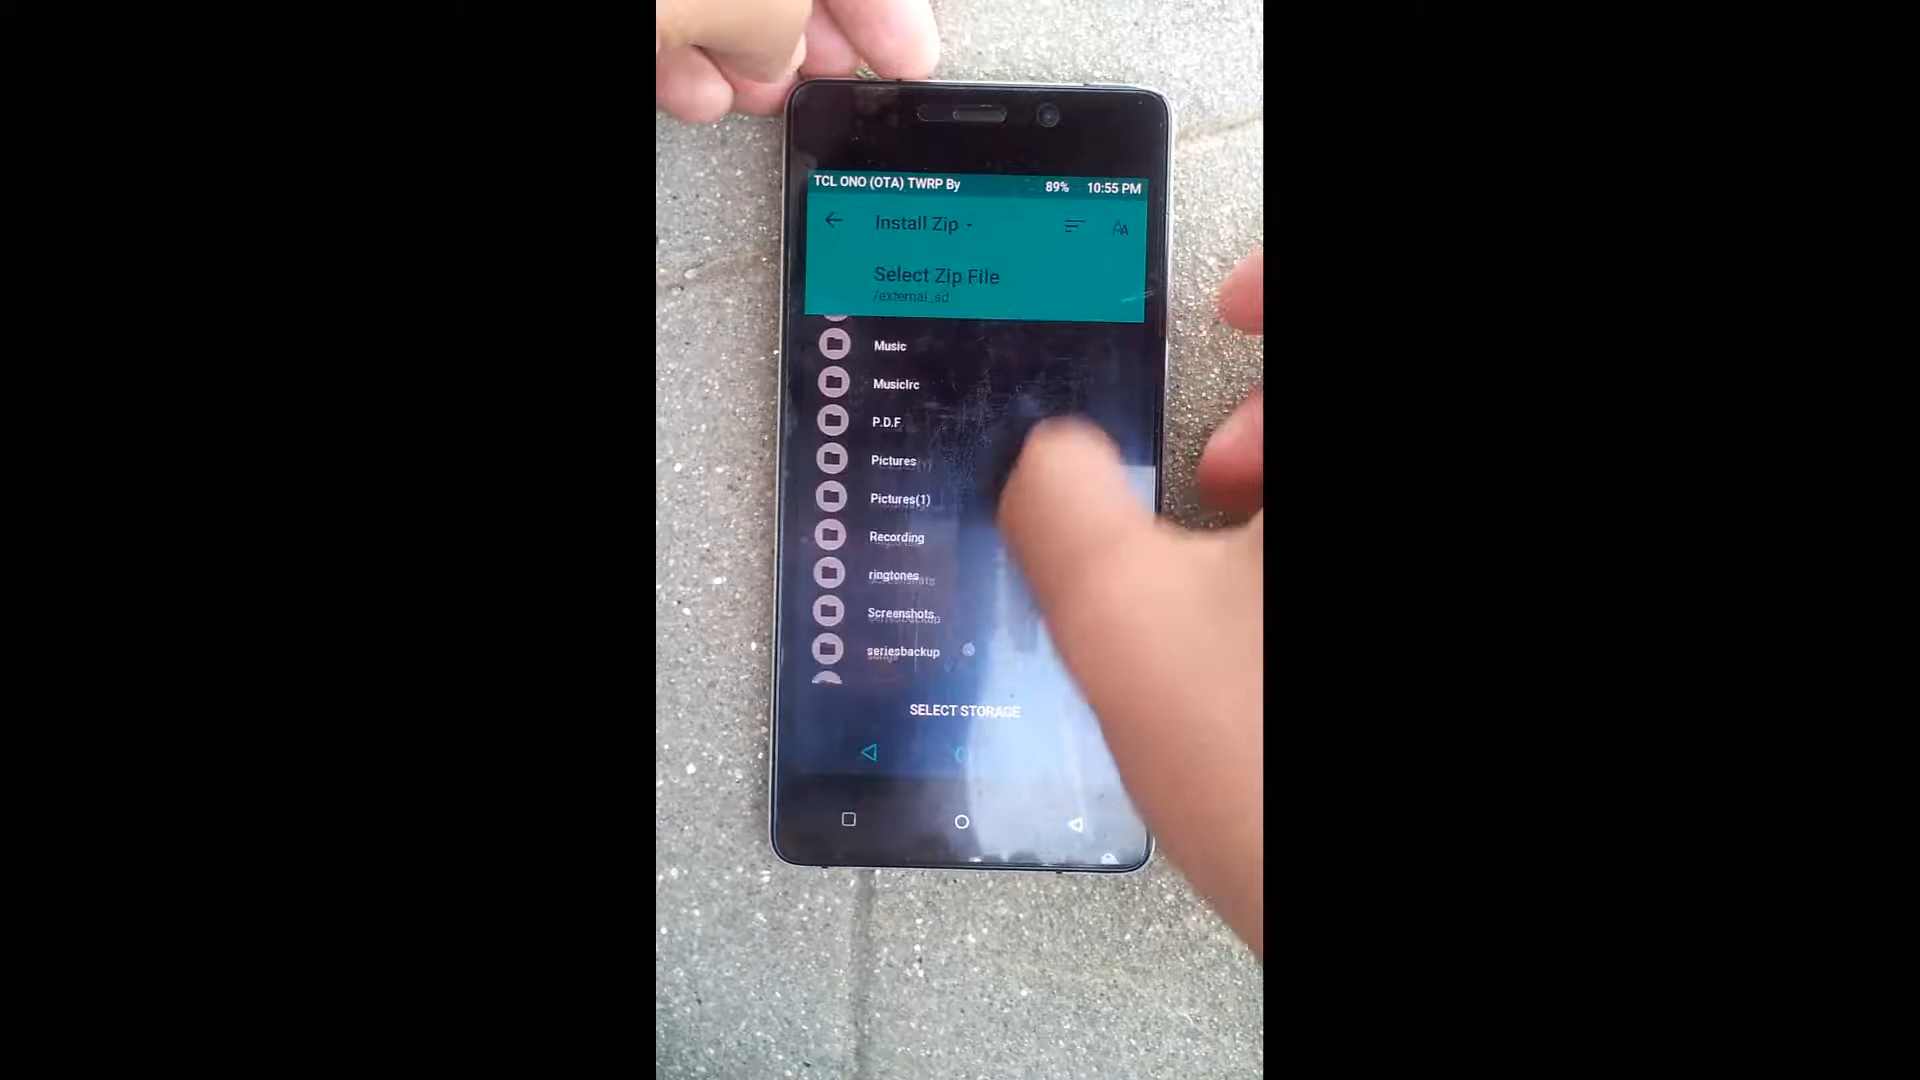 TCL ONO (OTA) TWRP By 89% 10:55 PM
Install Zip
Select Zip File
/external_sd
Music
Musiclrc
P.D.F
Pictures
Pictures(1)
Recording
ringtones
Screenshots
seriesbackup
SELECT STORAGE